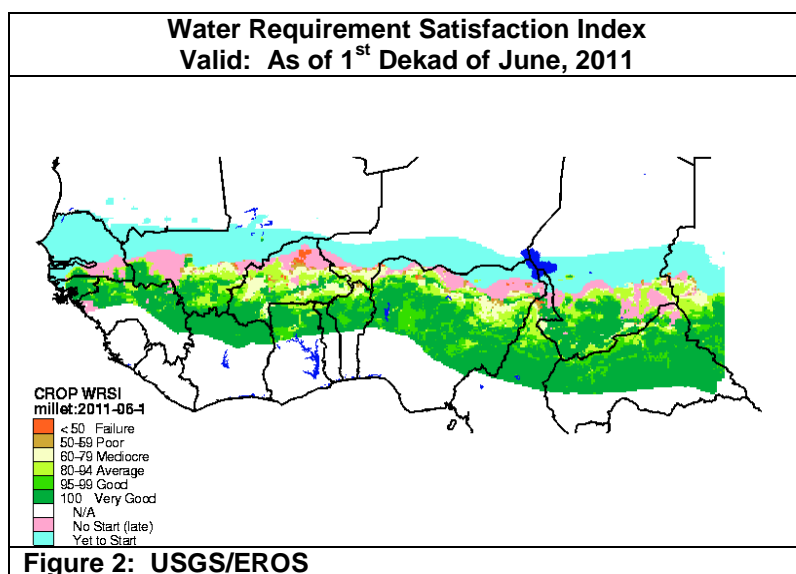 Water Requirement Satisfaction Index
Valid: As of 1st Dekad of June, 2011
CROP WRSI
millet:2011-06-1
<50 Failure
50-59 Poor
60-79 Mediocre
80-94 Average
95-99 Good
100 Very Good
N/A
No Start (late)
Yet to Start
Figure 2: USGS/EROS